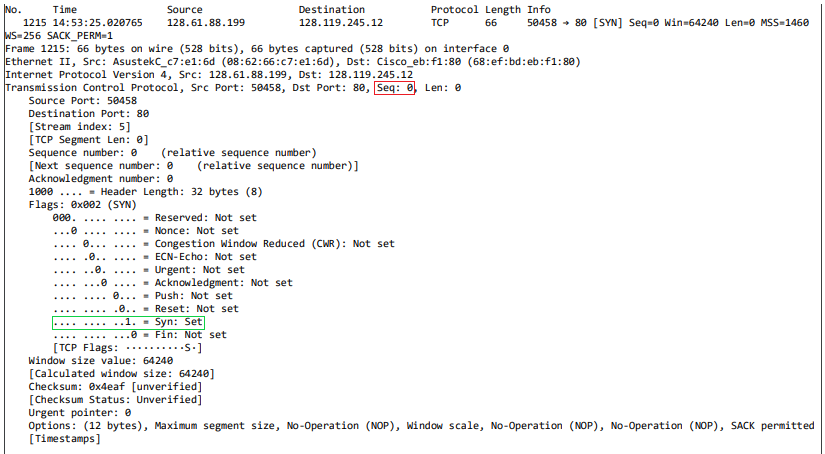 No. Time Source Destination Protocol Length Info
1215 14:53:25.020765 128.61.88.199 128.119.245.12 TCP 66 50458 → 80 [SYN] Seq=0 Win=64240 Len=0 MSS=1460
WS=256 SACK_PERM=1
Frame 1215: 66 bytes on wire (528 bits), 66 bytes captured (528 bits) on interface 0
Ethernet II, Src: AsustekC_c7:e1:6d (08:62:66:c7:e1:6d), Dst: Cisco_eb:f1:80 (68:ef:bd:eb:f1:80)
Internet Protocol Version 4, Src: 128.61.88.199, Dst: 128.119.245.12
Transmission Control Protocol, Src Port: 50458, Dst Port: 80, Seq: 0, Len: 0
Source Port: 50458
Destination Port: 80
[Stream index: 5]
[TCP Segment Len: 0]
Sequence number: 0 (relative sequence number)
[Next sequence number: 0 (relative sequence number)]
Acknowledgment number: 0
1000 .... = Header Length: 32 bytes (8)
Flags: 0x002 (SYN)
000. .... .... = Reserved: Not set
...0 .... .... = Nonce: Not set
.... 0... .... = Congestion Window Reduced (CWR): Not set
.... .0.. .... = ECN-Echo: Not set
.... ..0. .... = Urgent: Not set
.... ...0 .... = Acknowledgment: Not set
.... .... 0... = Push: Not set
.... .... .0.. = Reset: Not set
.... .... ..1. = Syn: Set
.... .... ...0 = Fin: Not set
[TCP Flags: ··········S·]
Window size value: 64240
[Calculated window size: 64240]
Checksum: 0x4eaf [unverified]
[Checksum Status: Unverified]
Urgent pointer: 0
Options: (12 bytes), Maximum segment size, No-Operation (NOP), Window scale, No-Operation (NOP), No-Operation (NOP), SACK permitted
[Timestamps]